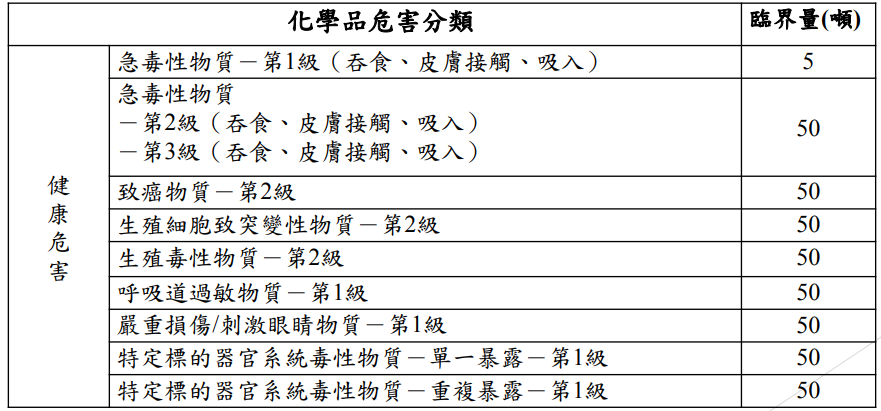 化學品危害分類 臨界量(噸)
健康危害
急毒性物質－第1級（吞食、皮膚接觸、吸入） 5
急毒性物質
－第2級（吞食、皮膚接觸、吸入）
－第3級（吞食、皮膚接觸、吸入） 50
致癌物質－第2級 50
生殖細胞致突變性物質－第2級 50
生殖毒性物質－第2級 50
呼吸道過敏物質－第1級 50
嚴重損傷/刺激眼睛物質－第1級 50
特定標的器官系統毒性物質－單一暴露－第1級 50
特定標的器官系統毒性物質－重複暴露－第1級 50